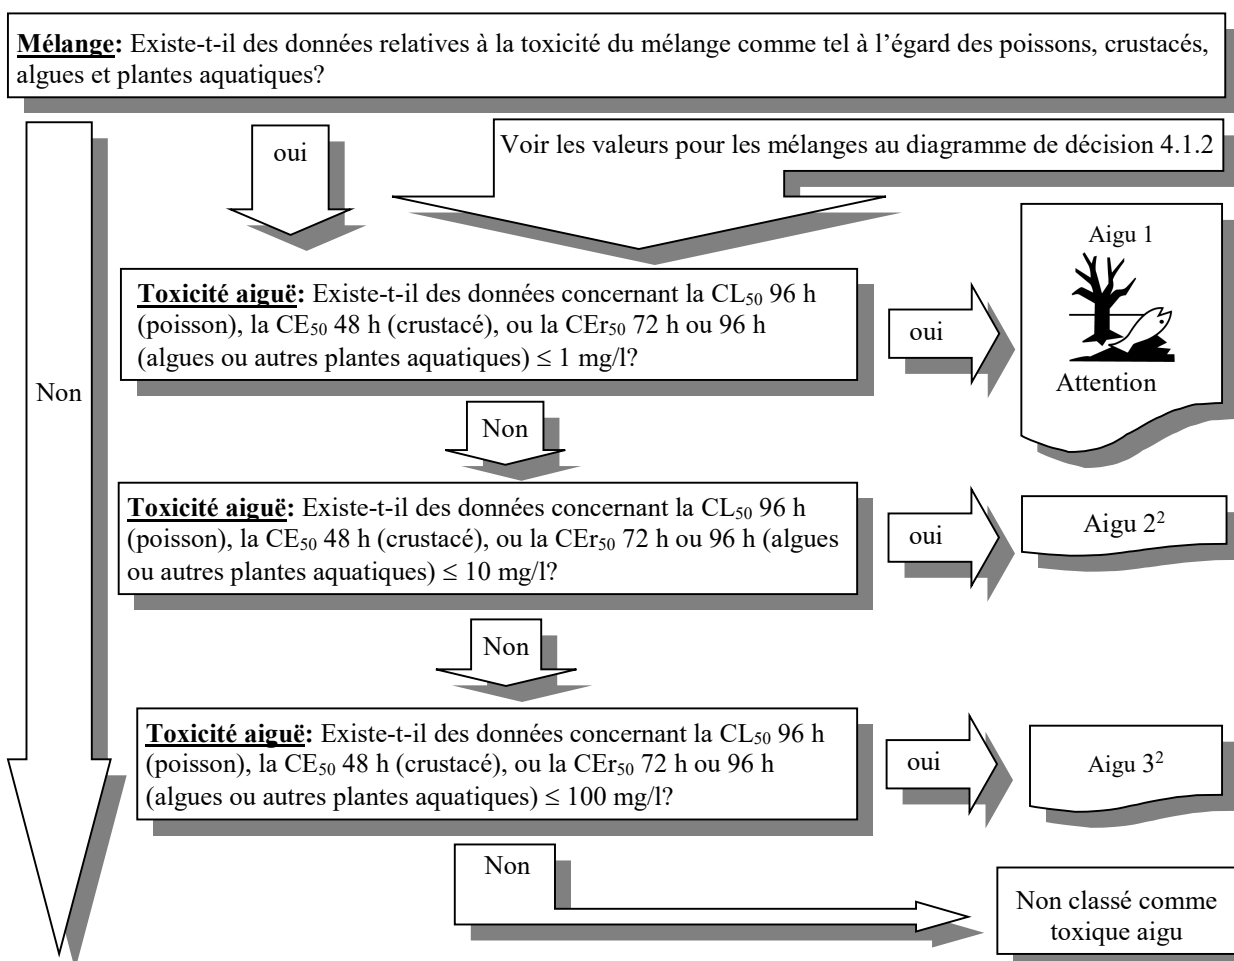 Mélange: Existe-t-il des données relatives à la toxicité du mélange comme tel à l'égard des poissons, crustacés,
algues et plantes aquatiques?
oui
Voir les valeurs pour les mélanges au diagramme de décision 4.1.2
Toxicité aiguë: Existe-t-il des données concernant la CL50 96 h
(poisson), la CE50 48 h (crustacé), ou la CEr50 72 h ou 96 h
(algues ou autres plantes aquatiques) ≤ 1 mg/l?
oui
Aigu 1
Attention
Non
Non
Toxicité aiguë: Existe-t-il des données concernant la CL50 96 h
(poisson), la CE50 48 h (crustacé), ou la CEr50 72 h ou 96 h (algues
ou autres plantes aquatiques) ≤ 10 mg/l?
oui
Aigu 2²
Non
Toxicité aiguë: Existe-t-il des données concernant la CL50 96 h
(poisson), la CE50 48 h (crustacé), ou la CEr50 72 h ou 96 h
(algues ou autres plantes aquatiques) ≤ 100 mg/l?
oui
Aigu 3²
Non
Non classé comme
toxique aigu